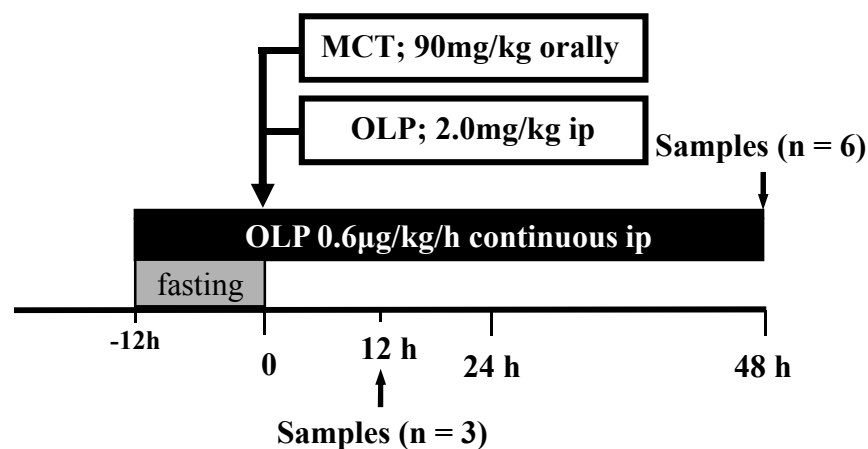 MCT; 90mg/kg orally
OLP; 2.0mg/kg ip
Samples (n = 6)
OLP 0.6μg/kg/h continuous ip
fasting
-12h
0
12 h
24 h
48 h
Samples (n = 3)